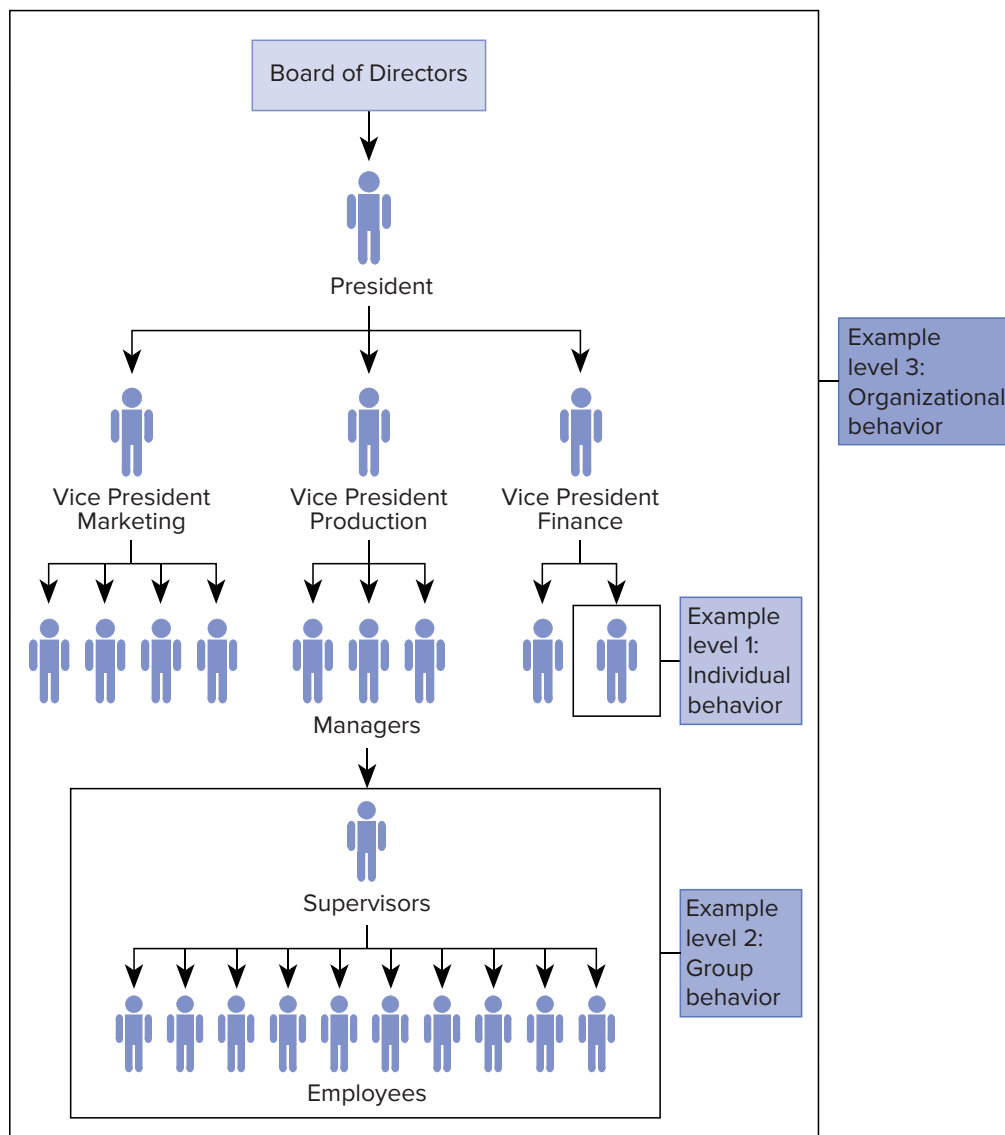 Board of Directors
President
Example
level 3:
Organizational
behavior
Vice President
Marketing
Vice President
Production
Vice President
Finance
Example
level 1:
Individual
behavior
Managers
Supervisors
Example
level 2:
Group
behavior
Employees